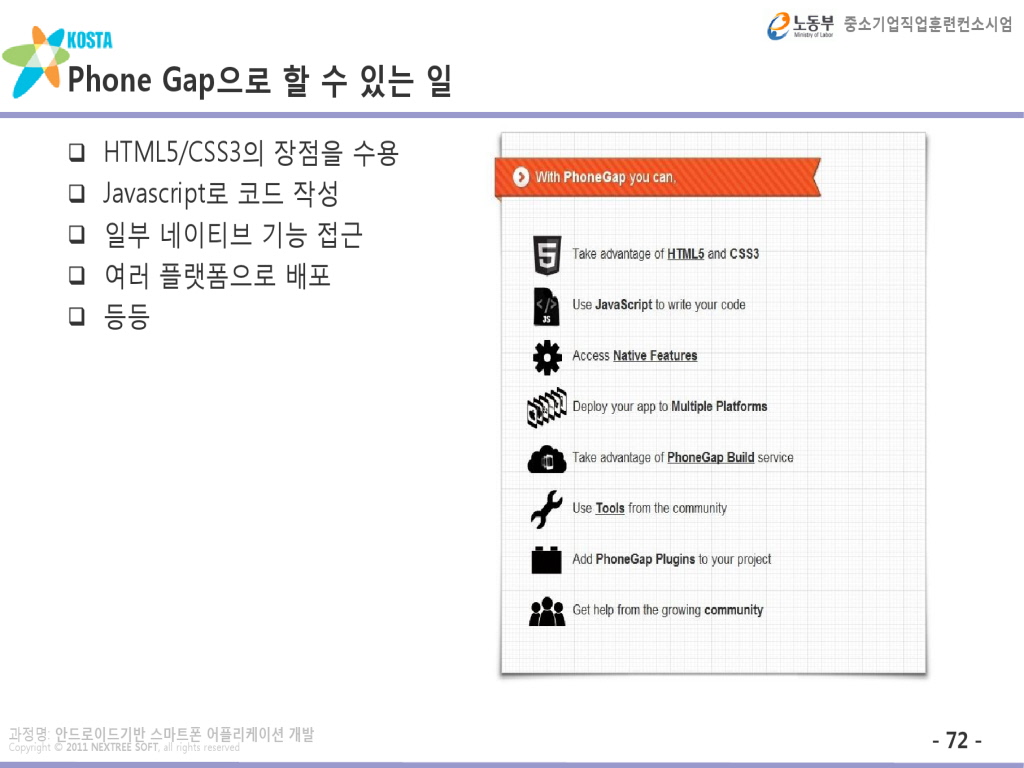 노동부
Ministry of Labor
중소기업직업훈련컨소시엄
KOSTA
Phone Gap으로 할 수 있는 일
HTML5/CSS3의 장점을 수용
Javascript로 코드 작성
일부 네이티브 기능 접근
여러 플랫폼으로 배포
등등
With PhoneGap you can,
5
Take advantage of HTML5 and CSS3
</>
JS
Use JavaScript to write your code
Access Native Features
Deploy your app to Multiple Platforms
Take advantage of PhoneGap Build service
Use Tools from the community
Add PhoneGap Plugins to your project
Get help from the growing community
과정명: 안드로이드기반 스마트폰 어플리케이션 개발
Copyright © 2011 NEXTREE SOFT, all rights reserved
- 72 -